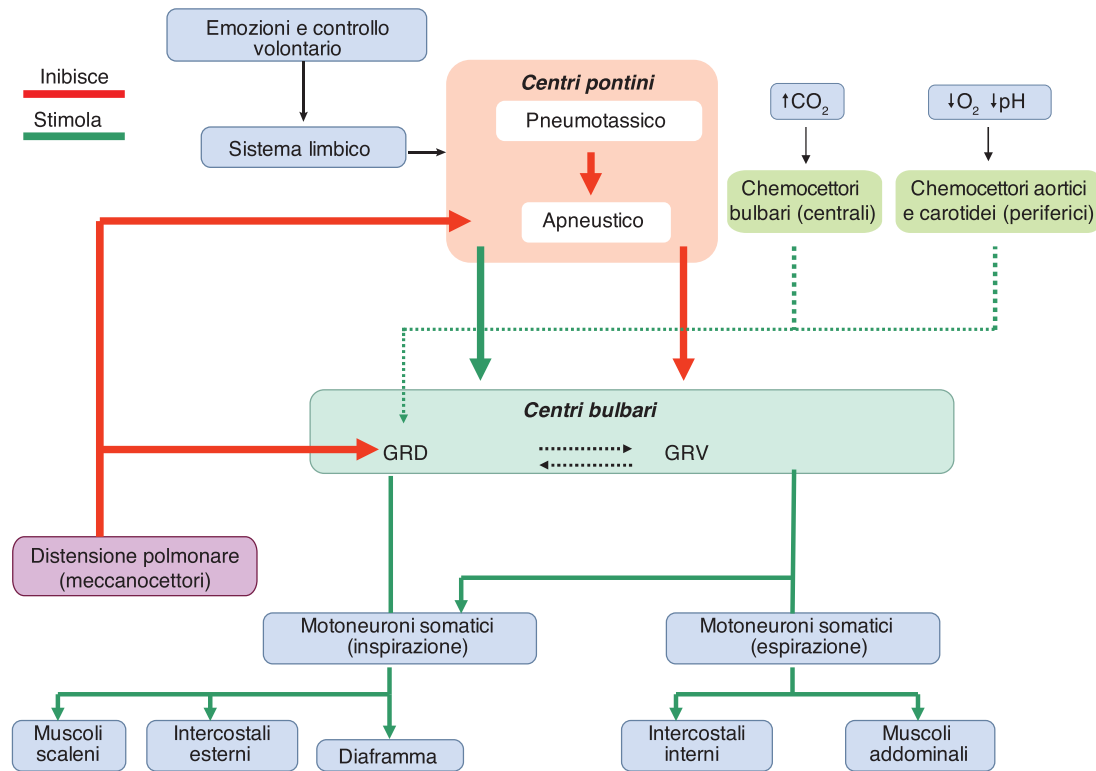 Emozioni e controllo
volontario
Inibisce
Stimola
Sistema limbico
Centri pontini
Pneumotassico
Apneustico
↑CO₂
↓O₂ ↓pH
Chemocettori
bulbari (centrali)
Chemocettori aortici
e carotidei (periferici)
Centri bulbari
GRD
GRV
Distensione polmonare
(meccanocettori)
Motoneuroni somatici
(inspirazione)
Motoneuroni somatici
(espirazione)
Muscoli
scaleni
Intercostali
esterni
Diaframma
Intercostali
interni
Muscoli
addominali